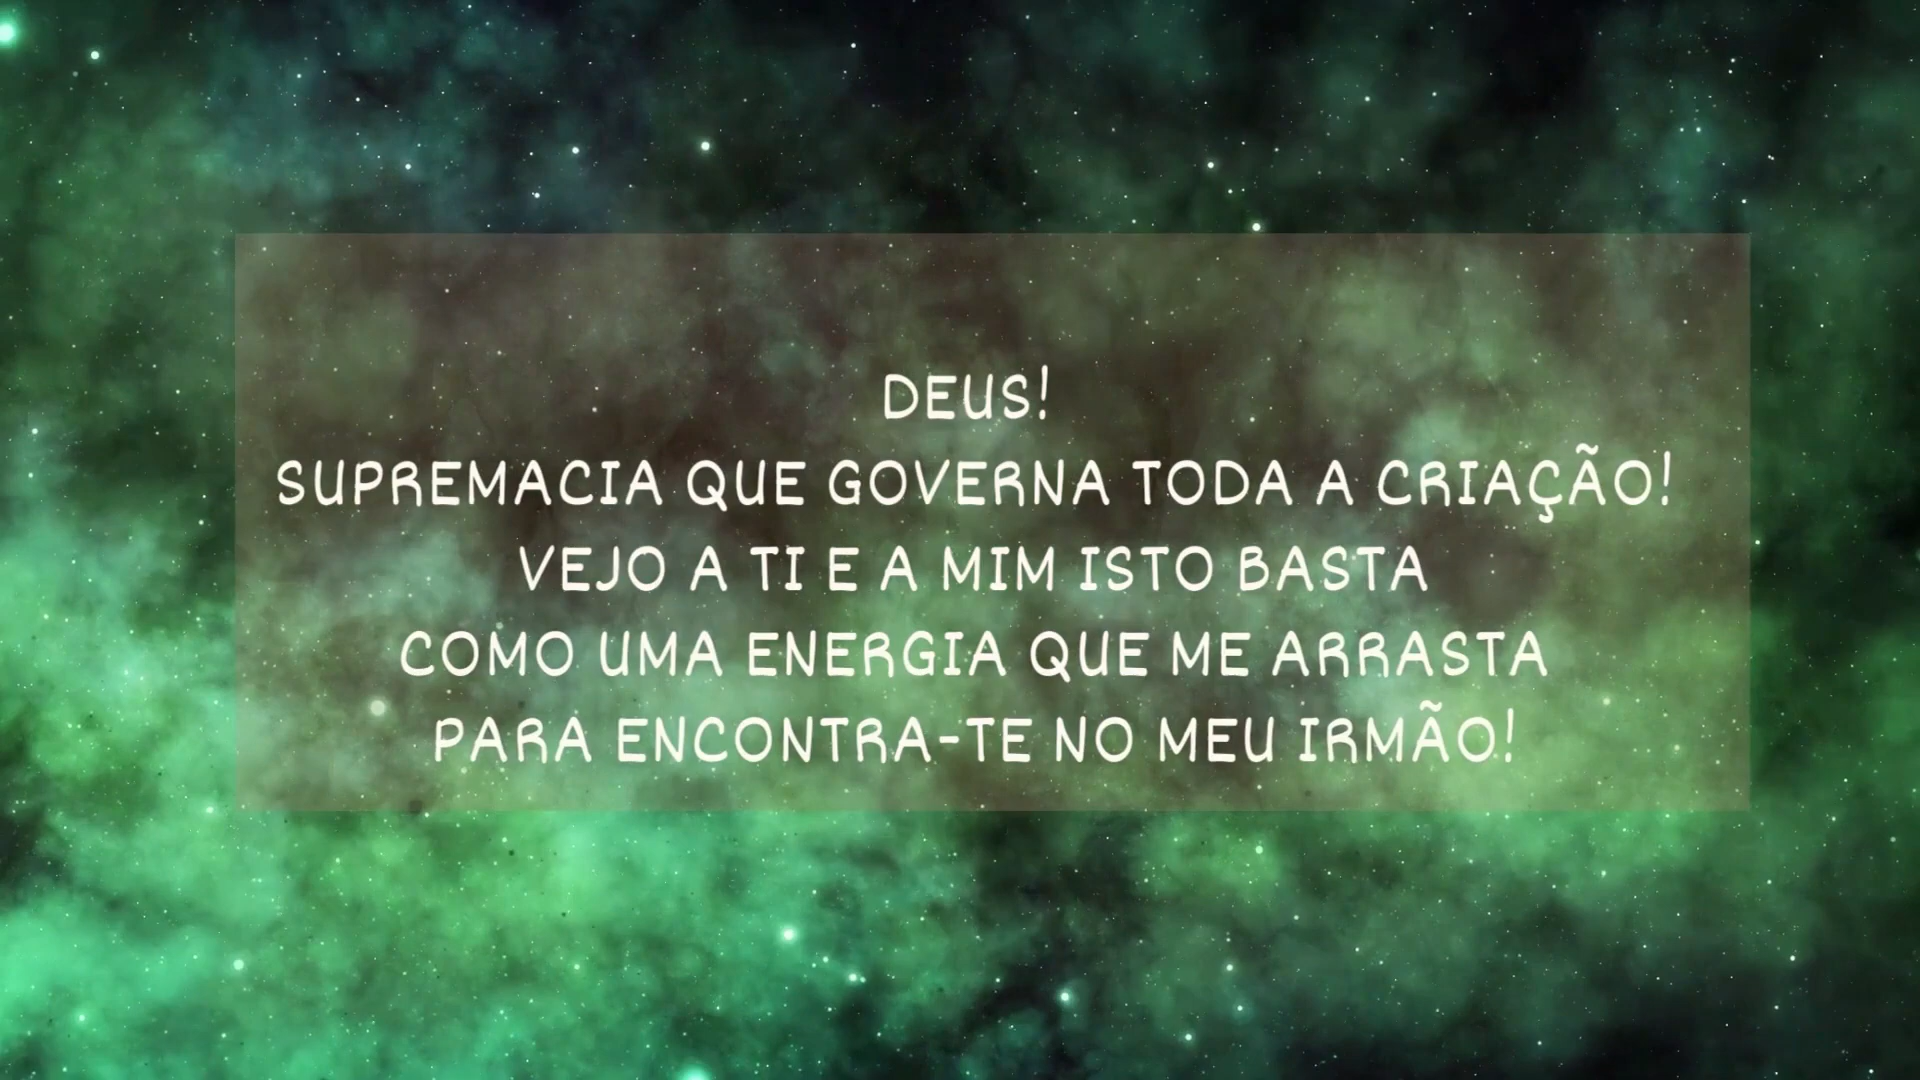 DEUS!
SUPREMACIA QUE GOVERNA TODA A CRIAÇÃO!
VEJO A TI E A MIM ISTO BASTA
COMO UMA ENERGIA QUE ME ARRASTA
PARA ENCONTRA-TE NO MEU IRMÃO!